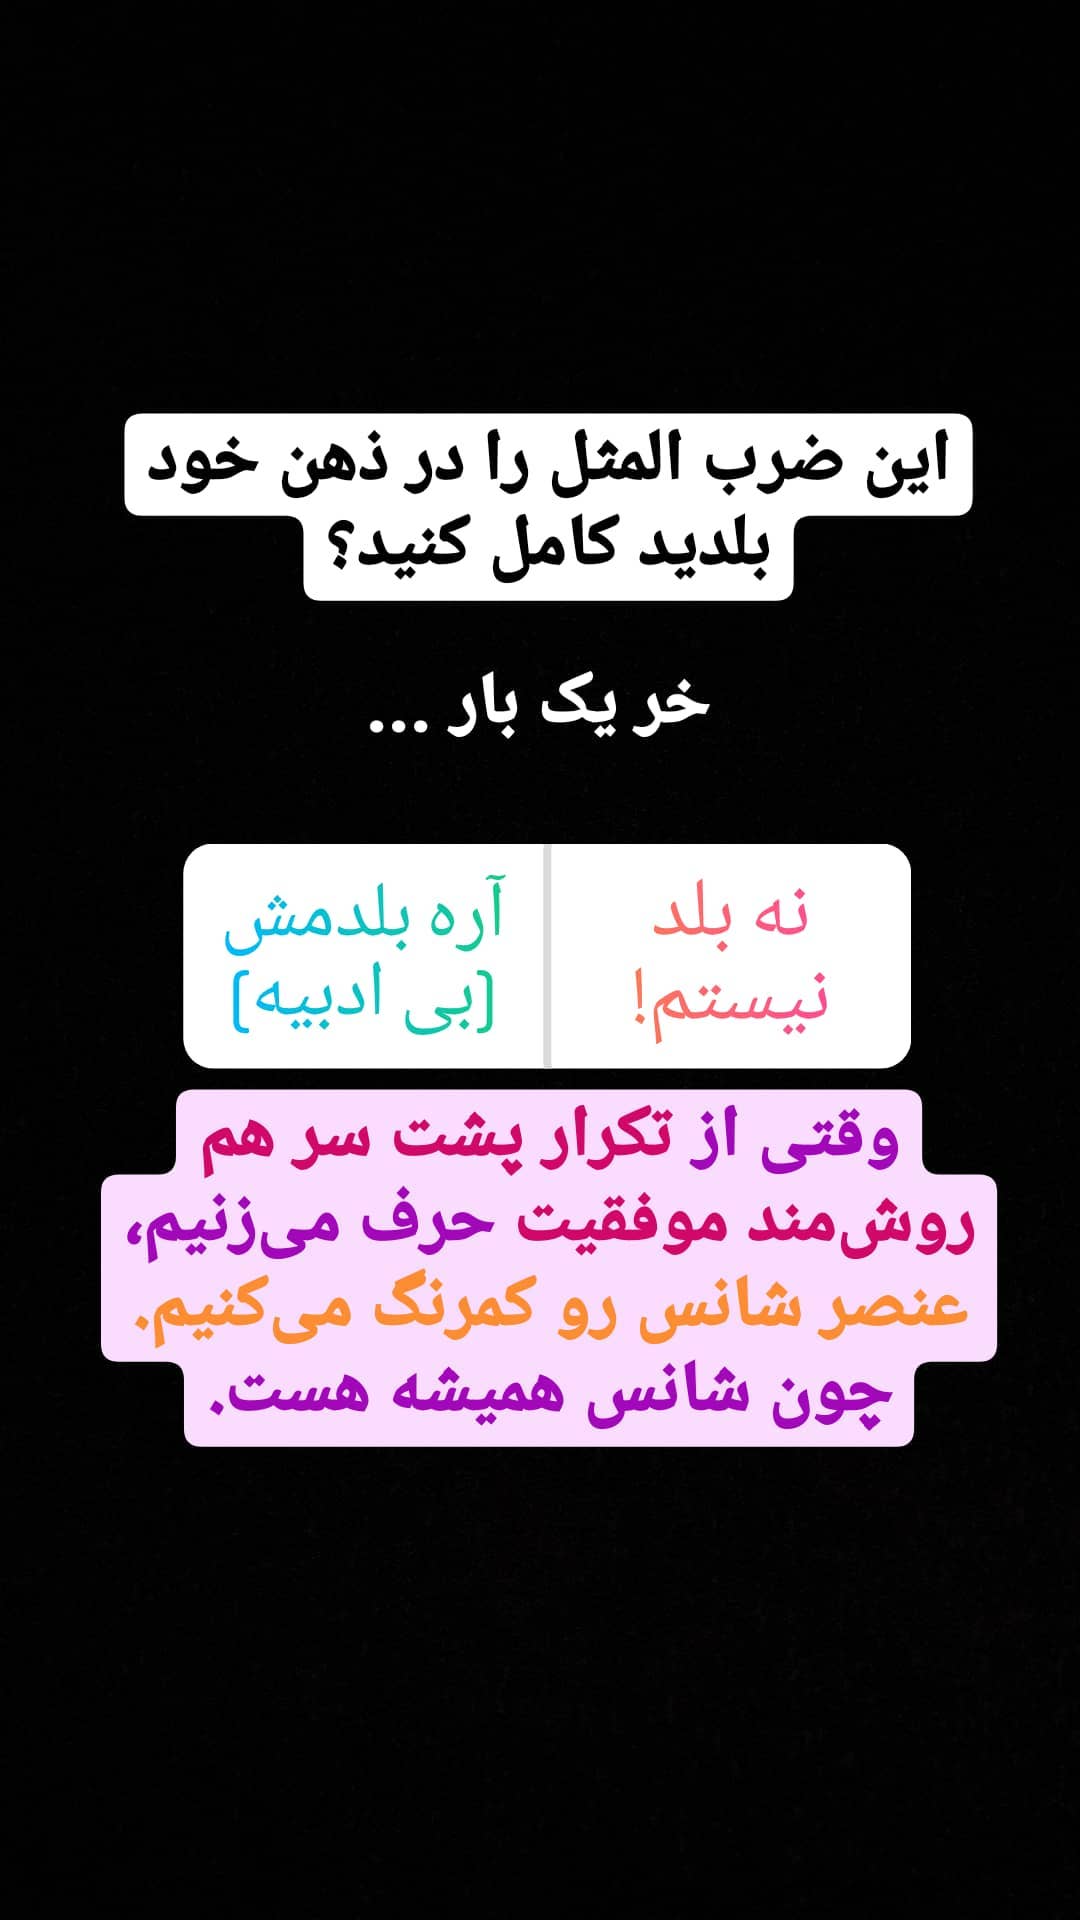 این ضرب المثل را در ذهن خود
بلدید کامل کنید؟
خر یک بار ...
نه بلد
نیستم!
آره بلدمش
[بی ادبیه]
وقتی از تکرار پشت سر هم
روش‌مند موفقیت حرف می‌زنیم،
عنصر شانس رو کمرنگ می‌کنیم.
چون شانس همیشه هست.